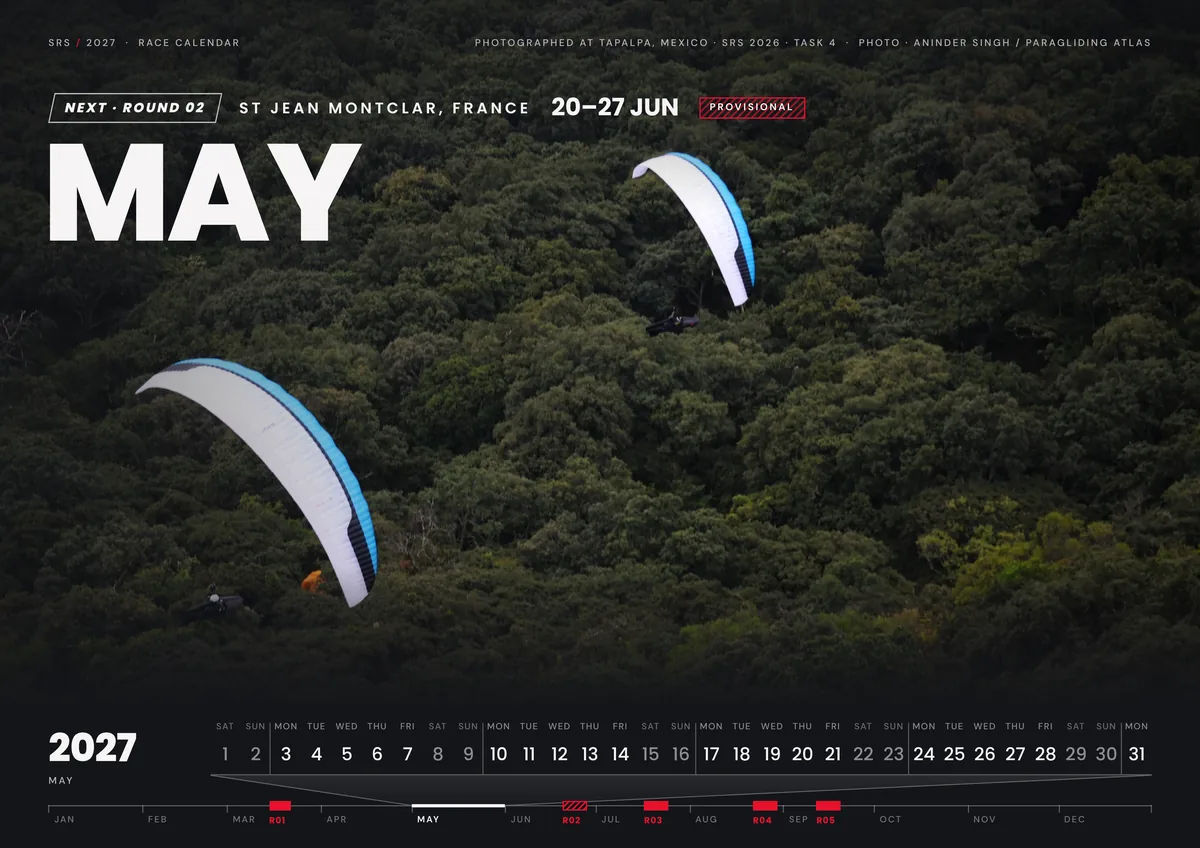 SRS / 2027 · RACE CALENDAR
PHOTOGRAPHED AT TAPALPA, MEXICO · SRS 2026 · TASK 4 · PHOTO · ANINDER SINGH / PARAGLIDING ATLAS
NEXT · ROUND 02 ST JEAN MONTCLAR, FRANCE 20–27 JUN PROVISIONAL
MAY
SAT SUN MON TUE WED THU FRI SAT SUN MON TUE WED THU FRI SAT SUN MON TUE WED THU FRI SAT SUN MON TUE WED THU FRI SAT SUN MON
2027 1 2 3 4 5 6 7 8 9 10 11 12 13 14 15 16 17 18 19 20 21 22 23 24 25 26 27 28 29 30 31
MAY
JAN FEB MAR R01 APR MAY JUN R02 JUL R03 AUG R04 SEP R05 OCT NOV DEC